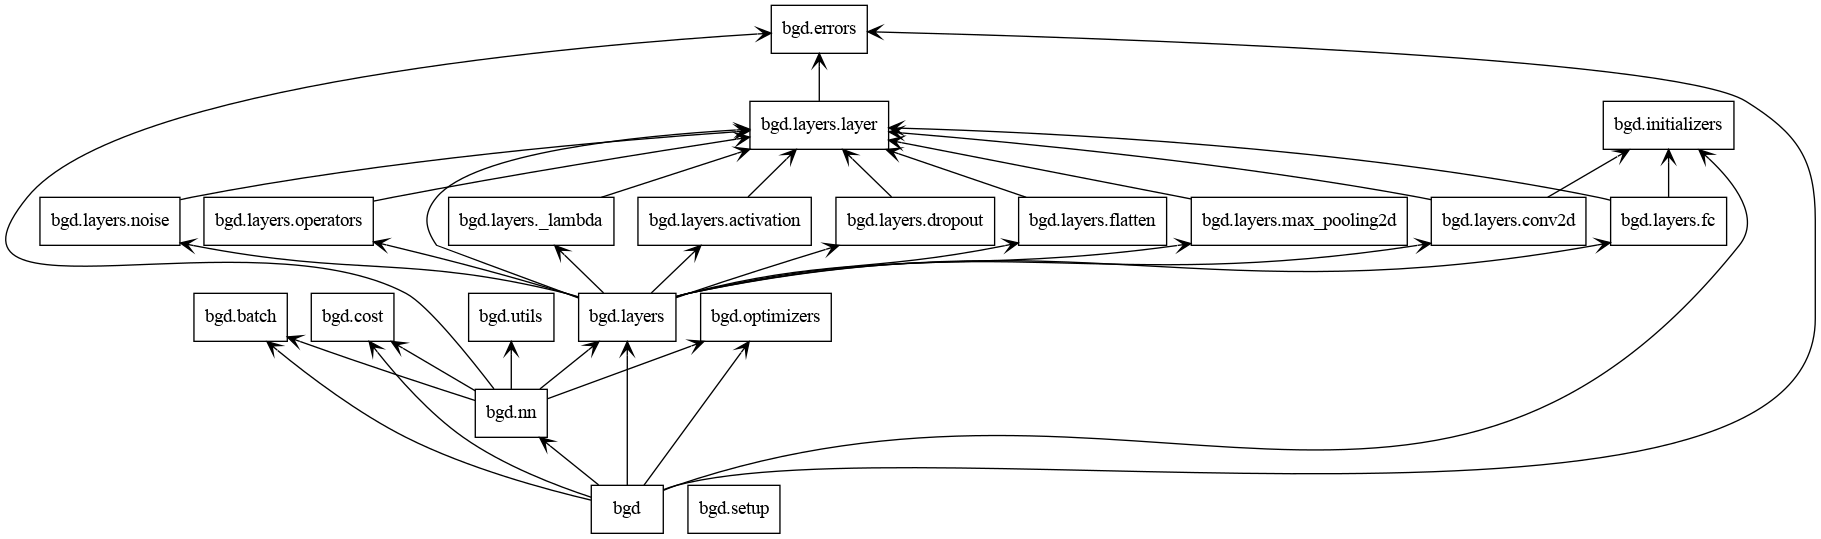 bgd.errors
bgd.layers.layer
bgd.initializers
bgd.layers.noise
bgd.layers.operators
bgd.layers._lambda
bgd.layers.activation
bgd.layers.dropout
bgd.layers.flatten
bgd.layers.max_pooling2d
bgd.layers.conv2d
bgd.layers.fc
bgd.batch
bgd.cost
bgd.utils
bgd.layers
bgd.optimizers
bgd.nn
bgd
bgd.setup